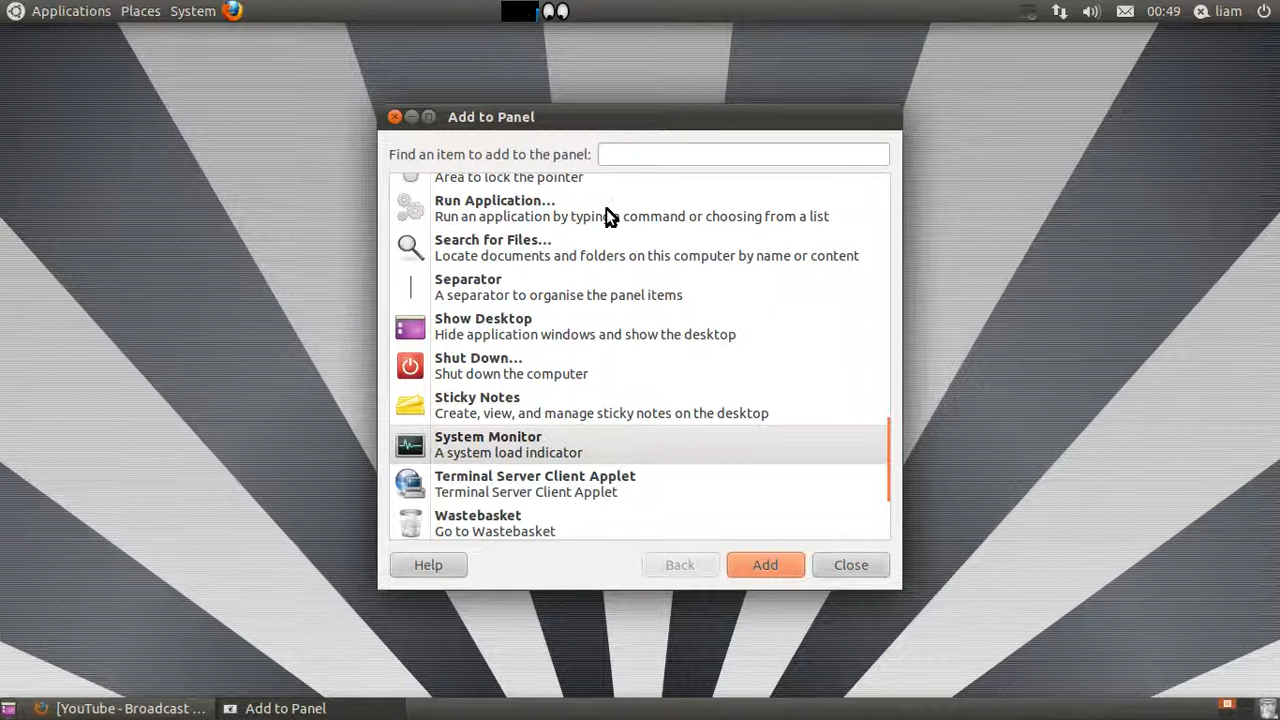 Applications Places System 00:49 liam
Add to Panel
Find an item to add to the panel:
Area to lock the pointer
Run Application...
Run an application by typing a command or choosing from a list
Search for Files...
Locate documents and folders on this computer by name or content
Separator
A separator to organise the panel items
Show Desktop
Hide application windows and show the desktop
Shut Down...
Shut down the computer
Sticky Notes
Create, view, and manage sticky notes on the desktop
System Monitor
A system load indicator
Terminal Server Client Applet
Terminal Server Client Applet
Wastebasket
Go to Wastebasket
Help Back Add Close
[YouTube - Broadcast ... Add to Panel